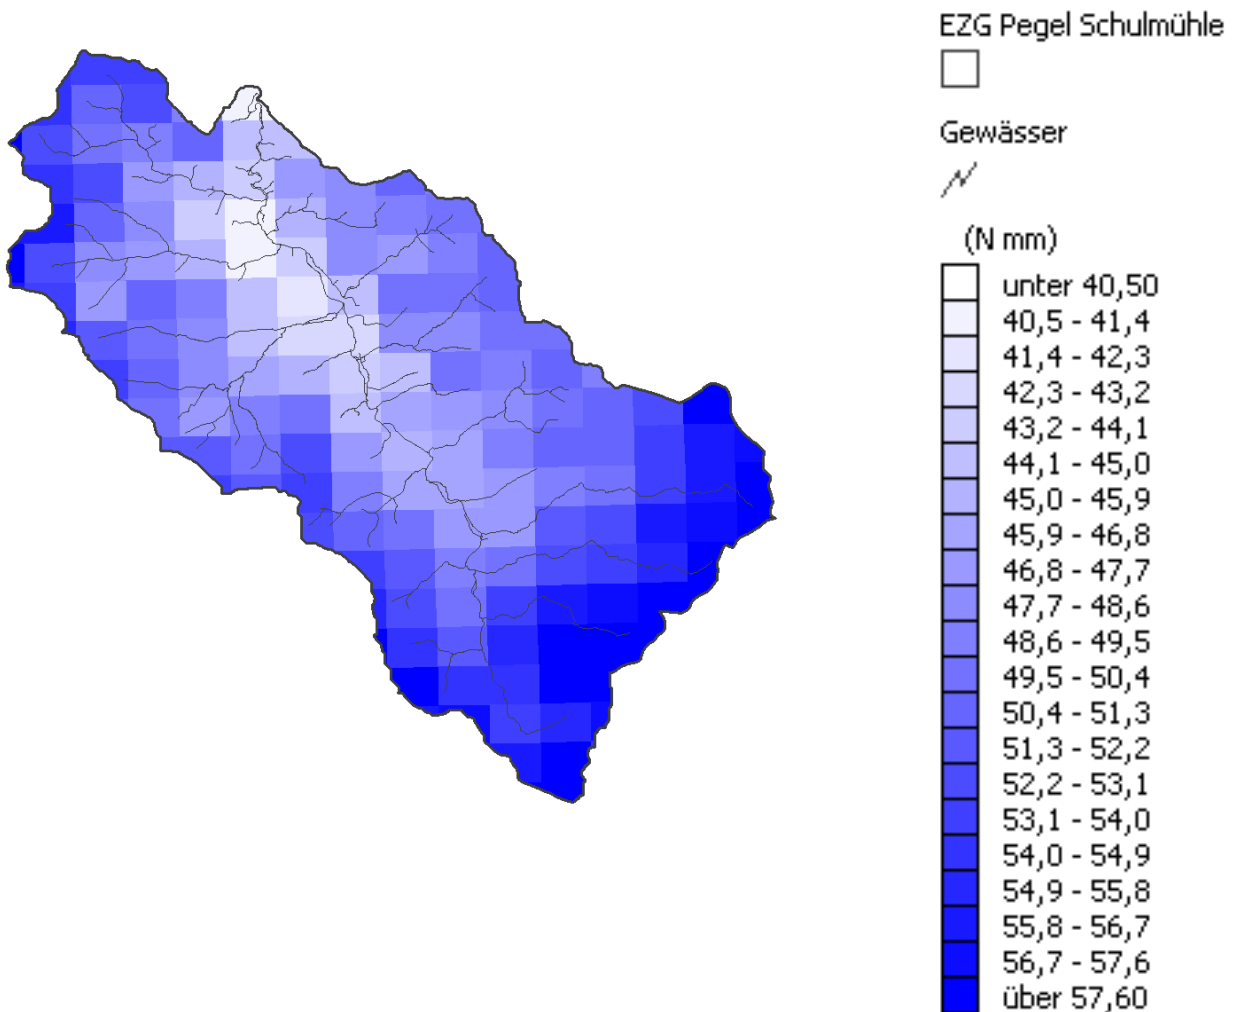 EZG Pegel Schulmühle
Gewässer
(N mm)
unter 40,50
40,5 - 41,4
41,4 - 42,3
42,3 - 43,2
43,2 - 44,1
44,1 - 45,0
45,0 - 45,9
45,9 - 46,8
46,8 - 47,7
47,7 - 48,6
48,6 - 49,5
49,5 - 50,4
50,4 - 51,3
51,3 - 52,2
52,2 - 53,1
53,1 - 54,0
54,0 - 54,9
54,9 - 55,8
55,8 - 56,7
56,7 - 57,6
über 57,60